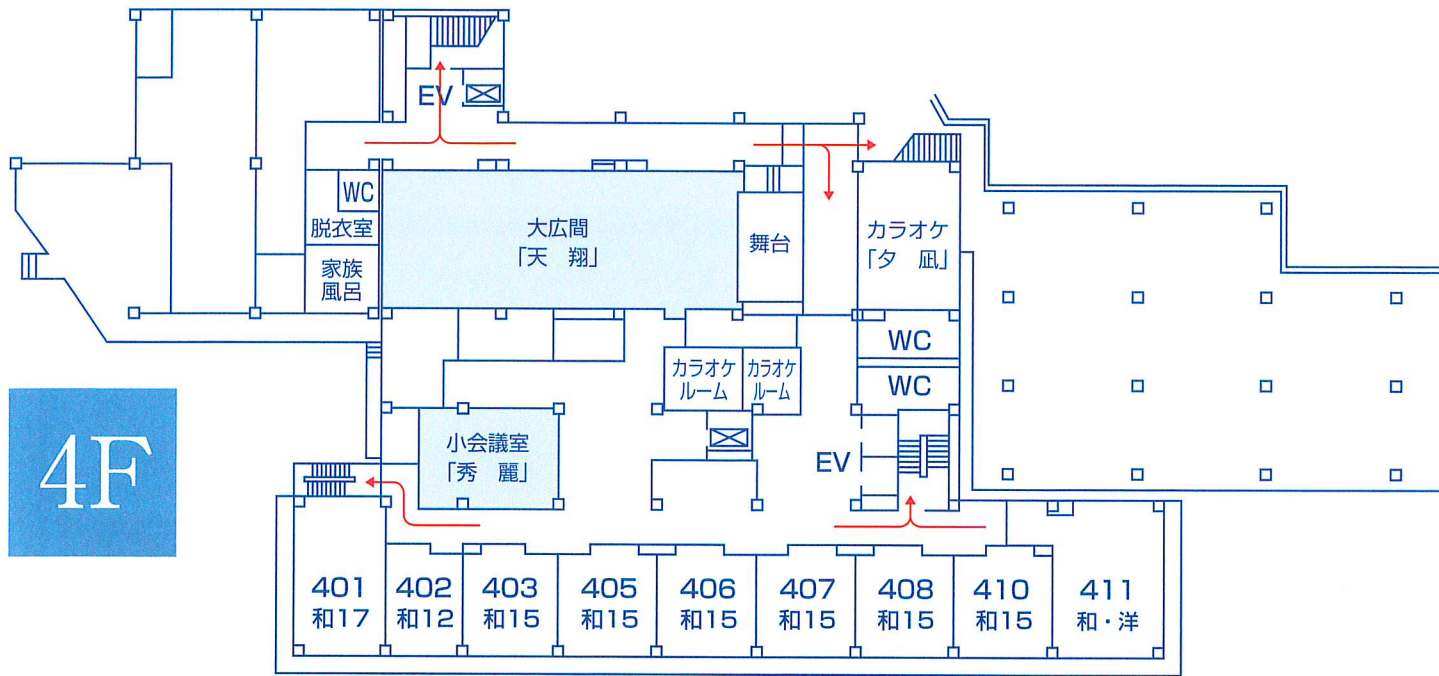 EV
WC
脱衣室
家族
風呂
大広間
「天 翔」
舞台
カラオケ
「夕 凪」
WC
WC
カラオケ
ルーム
カラオケ
ルーム
4F
小会議室
「秀 麗」
EV
401
和17
402
和12
403
和15
405
和15
406
和15
407
和15
408
和15
410
和15
411
和・洋